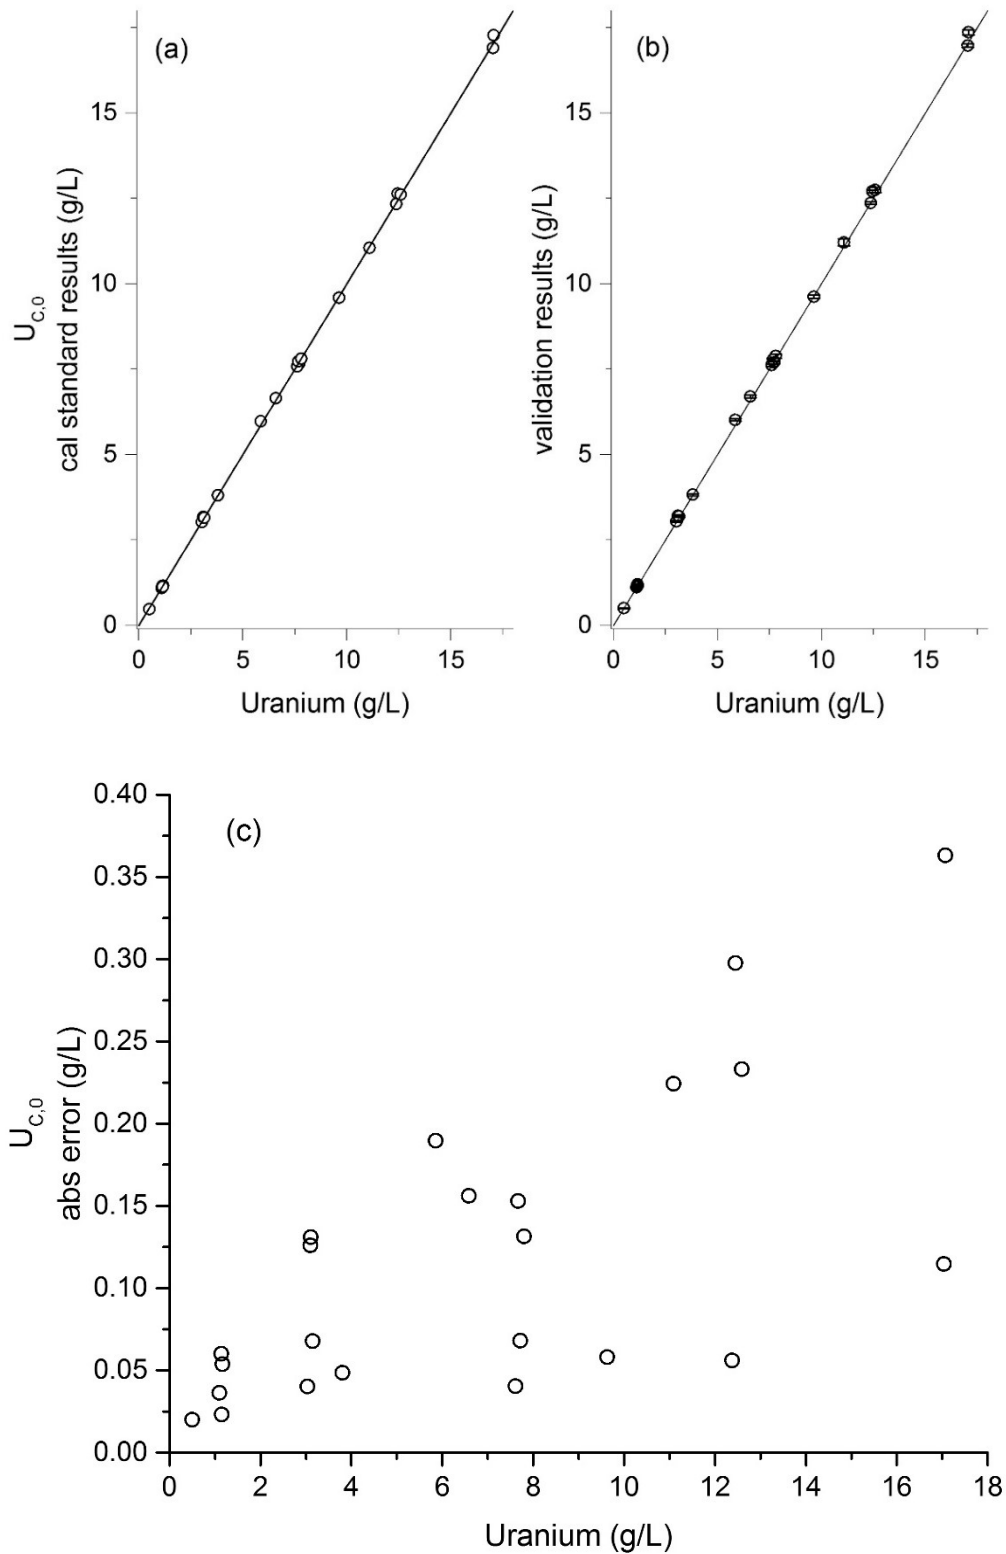 (a)
15
10
5
0
0 5 10 15
U_C,0
cal standard results (g/L)
Uranium (g/L)
(b)
15
10
5
0
0 5 10 15
validation results (g/L)
Uranium (g/L)
(c)
0.40
0.35
0.30
0.25
0.20
0.15
0.10
0.05
0.00
0 2 4 6 8 10 12 14 16 18
U_C,0
abs error (g/L)
Uranium (g/L)